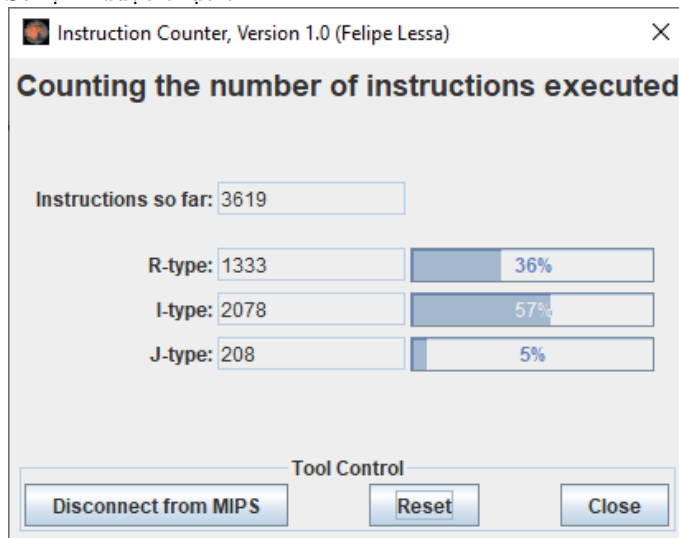 Instruction Counter, Version 1.0 (Felipe Lessa)
Counting the number of instructions executed
Instructions so far: 3619
R-type: 1333 36%
I-type: 2078 57%
J-type: 208 5%
Tool Control
Disconnect from MIPS Reset Close